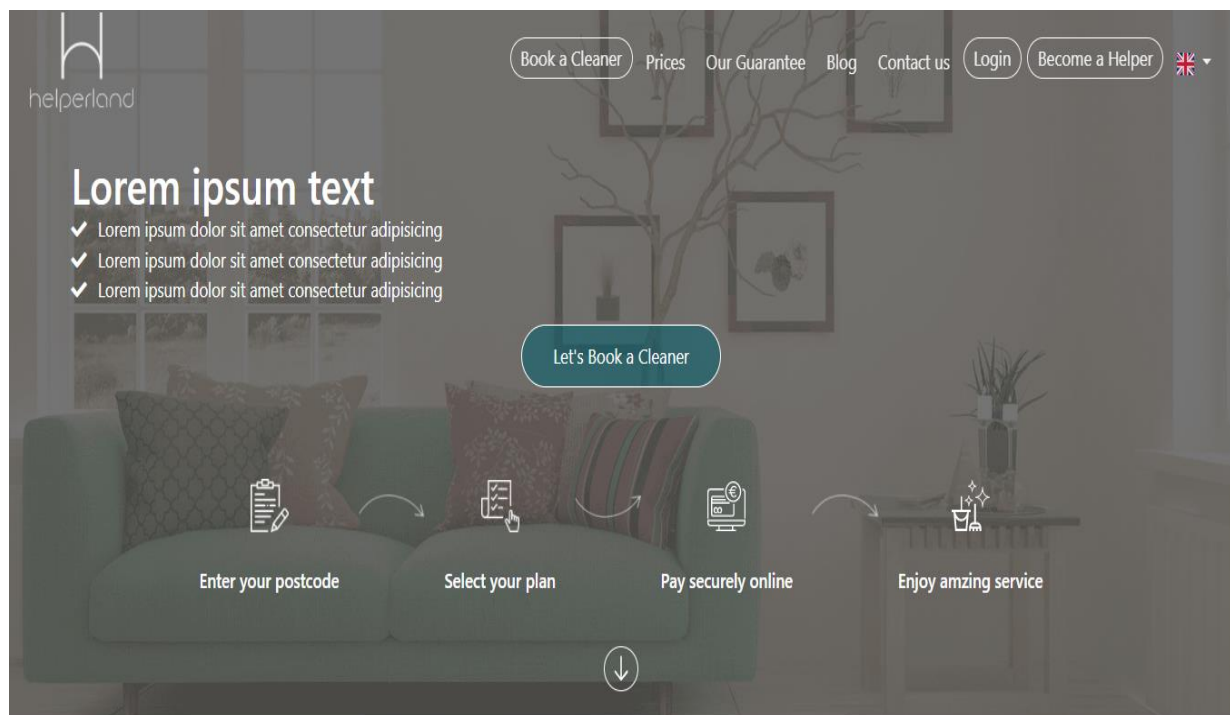 helperland
Book a Cleaner Prices Our Guarantee Blog Contact us Login Become a Helper
Lorem ipsum text
Lorem ipsum dolor sit amet consectetur adipisicing
Lorem ipsum dolor sit amet consectetur adipisicing
Lorem ipsum dolor sit amet consectetur adipisicing
Let's Book a Cleaner
Enter your postcode Select your plan Pay securely online Enjoy amzing service